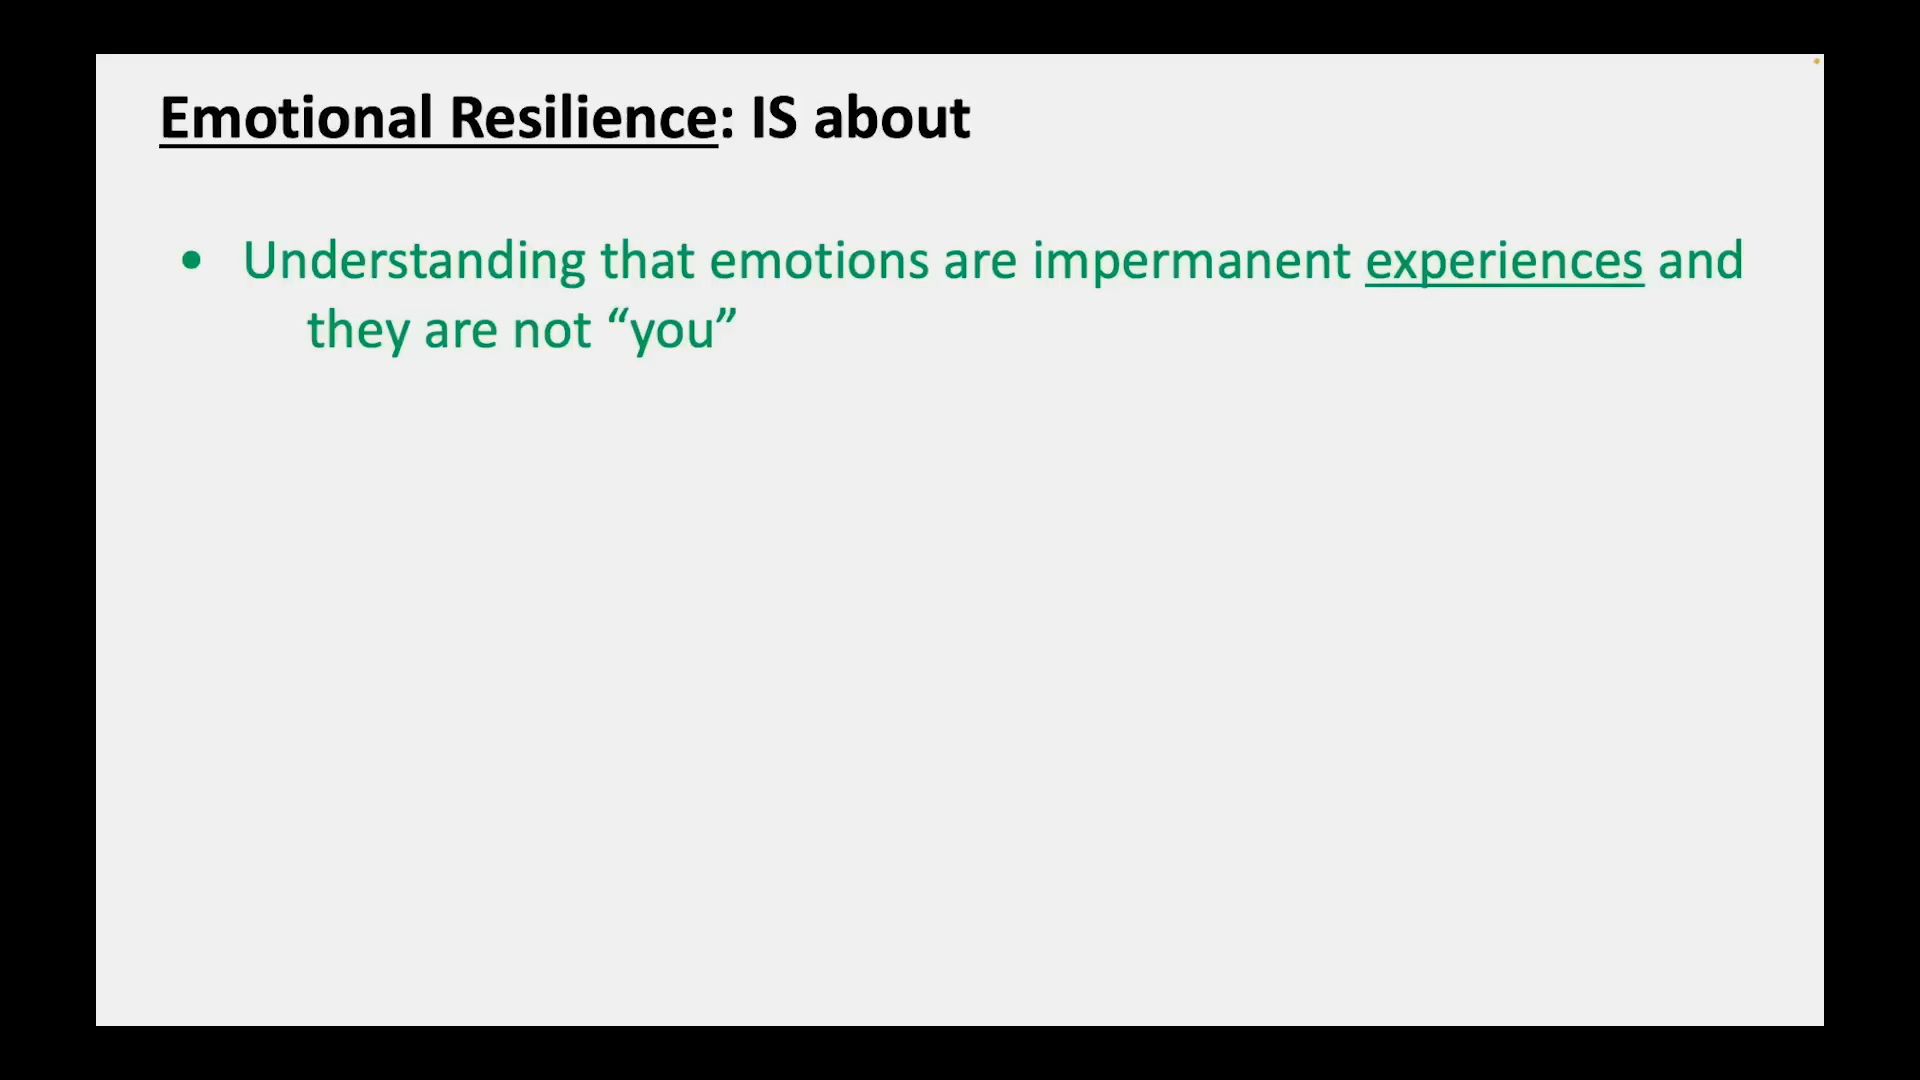 Emotional Resilience: IS about
• Understanding that emotions are impermanent experiences and
they are not “you”